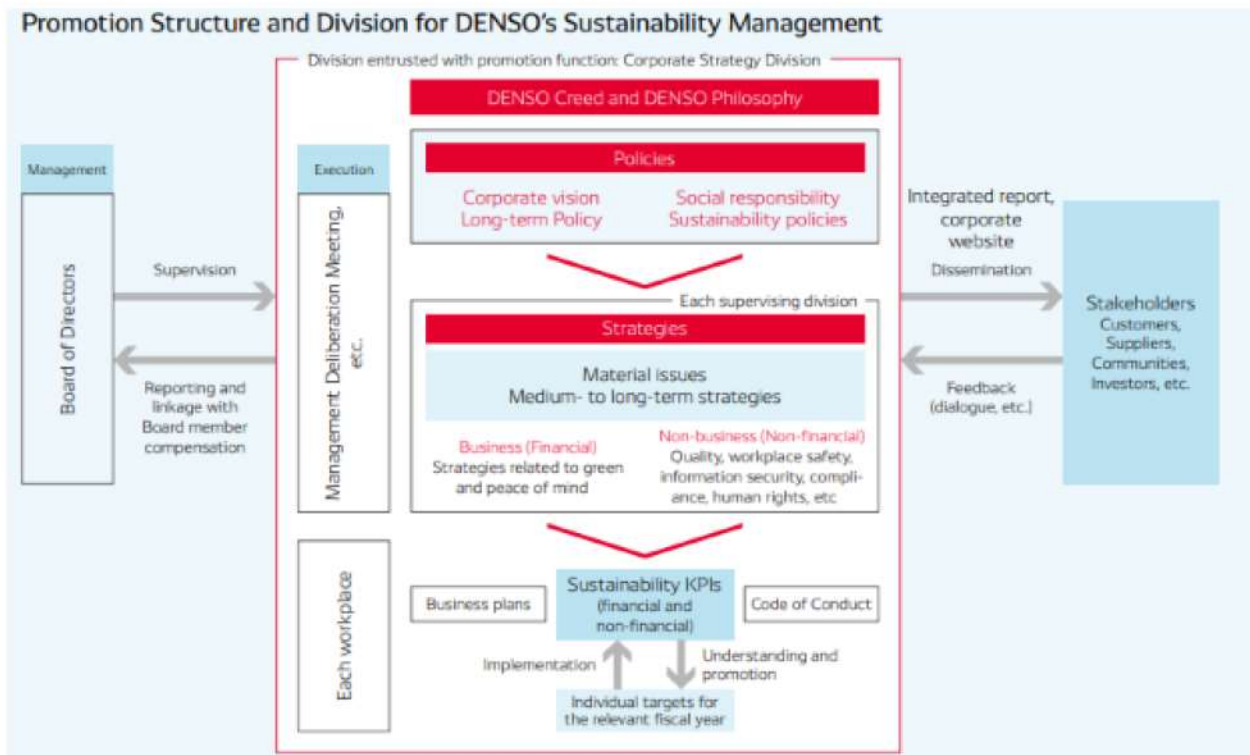 Promotion Structure and Division for DENSO's Sustainability Management
Division entrusted with promotion function: Corporate Strategy Division
DENSO Creed and DENSO Philosophy
Management
Board of Directors
Supervision
Reporting and
linkage with
Board member
compensation
Execution
Management Deliberation Meeting,
etc.
Policies
Corporate vision
Long-term Policy
Social responsibility
Sustainability policies
Each supervising division
Strategies
Material issues
Medium- to long-term strategies
Business (Financial)
Strategies related to green
and peace of mind
Non-business (Non-financial)
Quality, workplace safety,
information security, compli-
ance, human rights, etc
Integrated report,
corporate
website
Dissemination
Feedback
(dialogue, etc.)
Stakeholders
Customers,
Suppliers,
Communities,
Investors, etc.
Each workplace
Business plans
Sustainability KPIs
(financial and
non-financial)
Code of Conduct
Implementation
Understanding and
promotion
Individual targets for
the relevant fiscal year